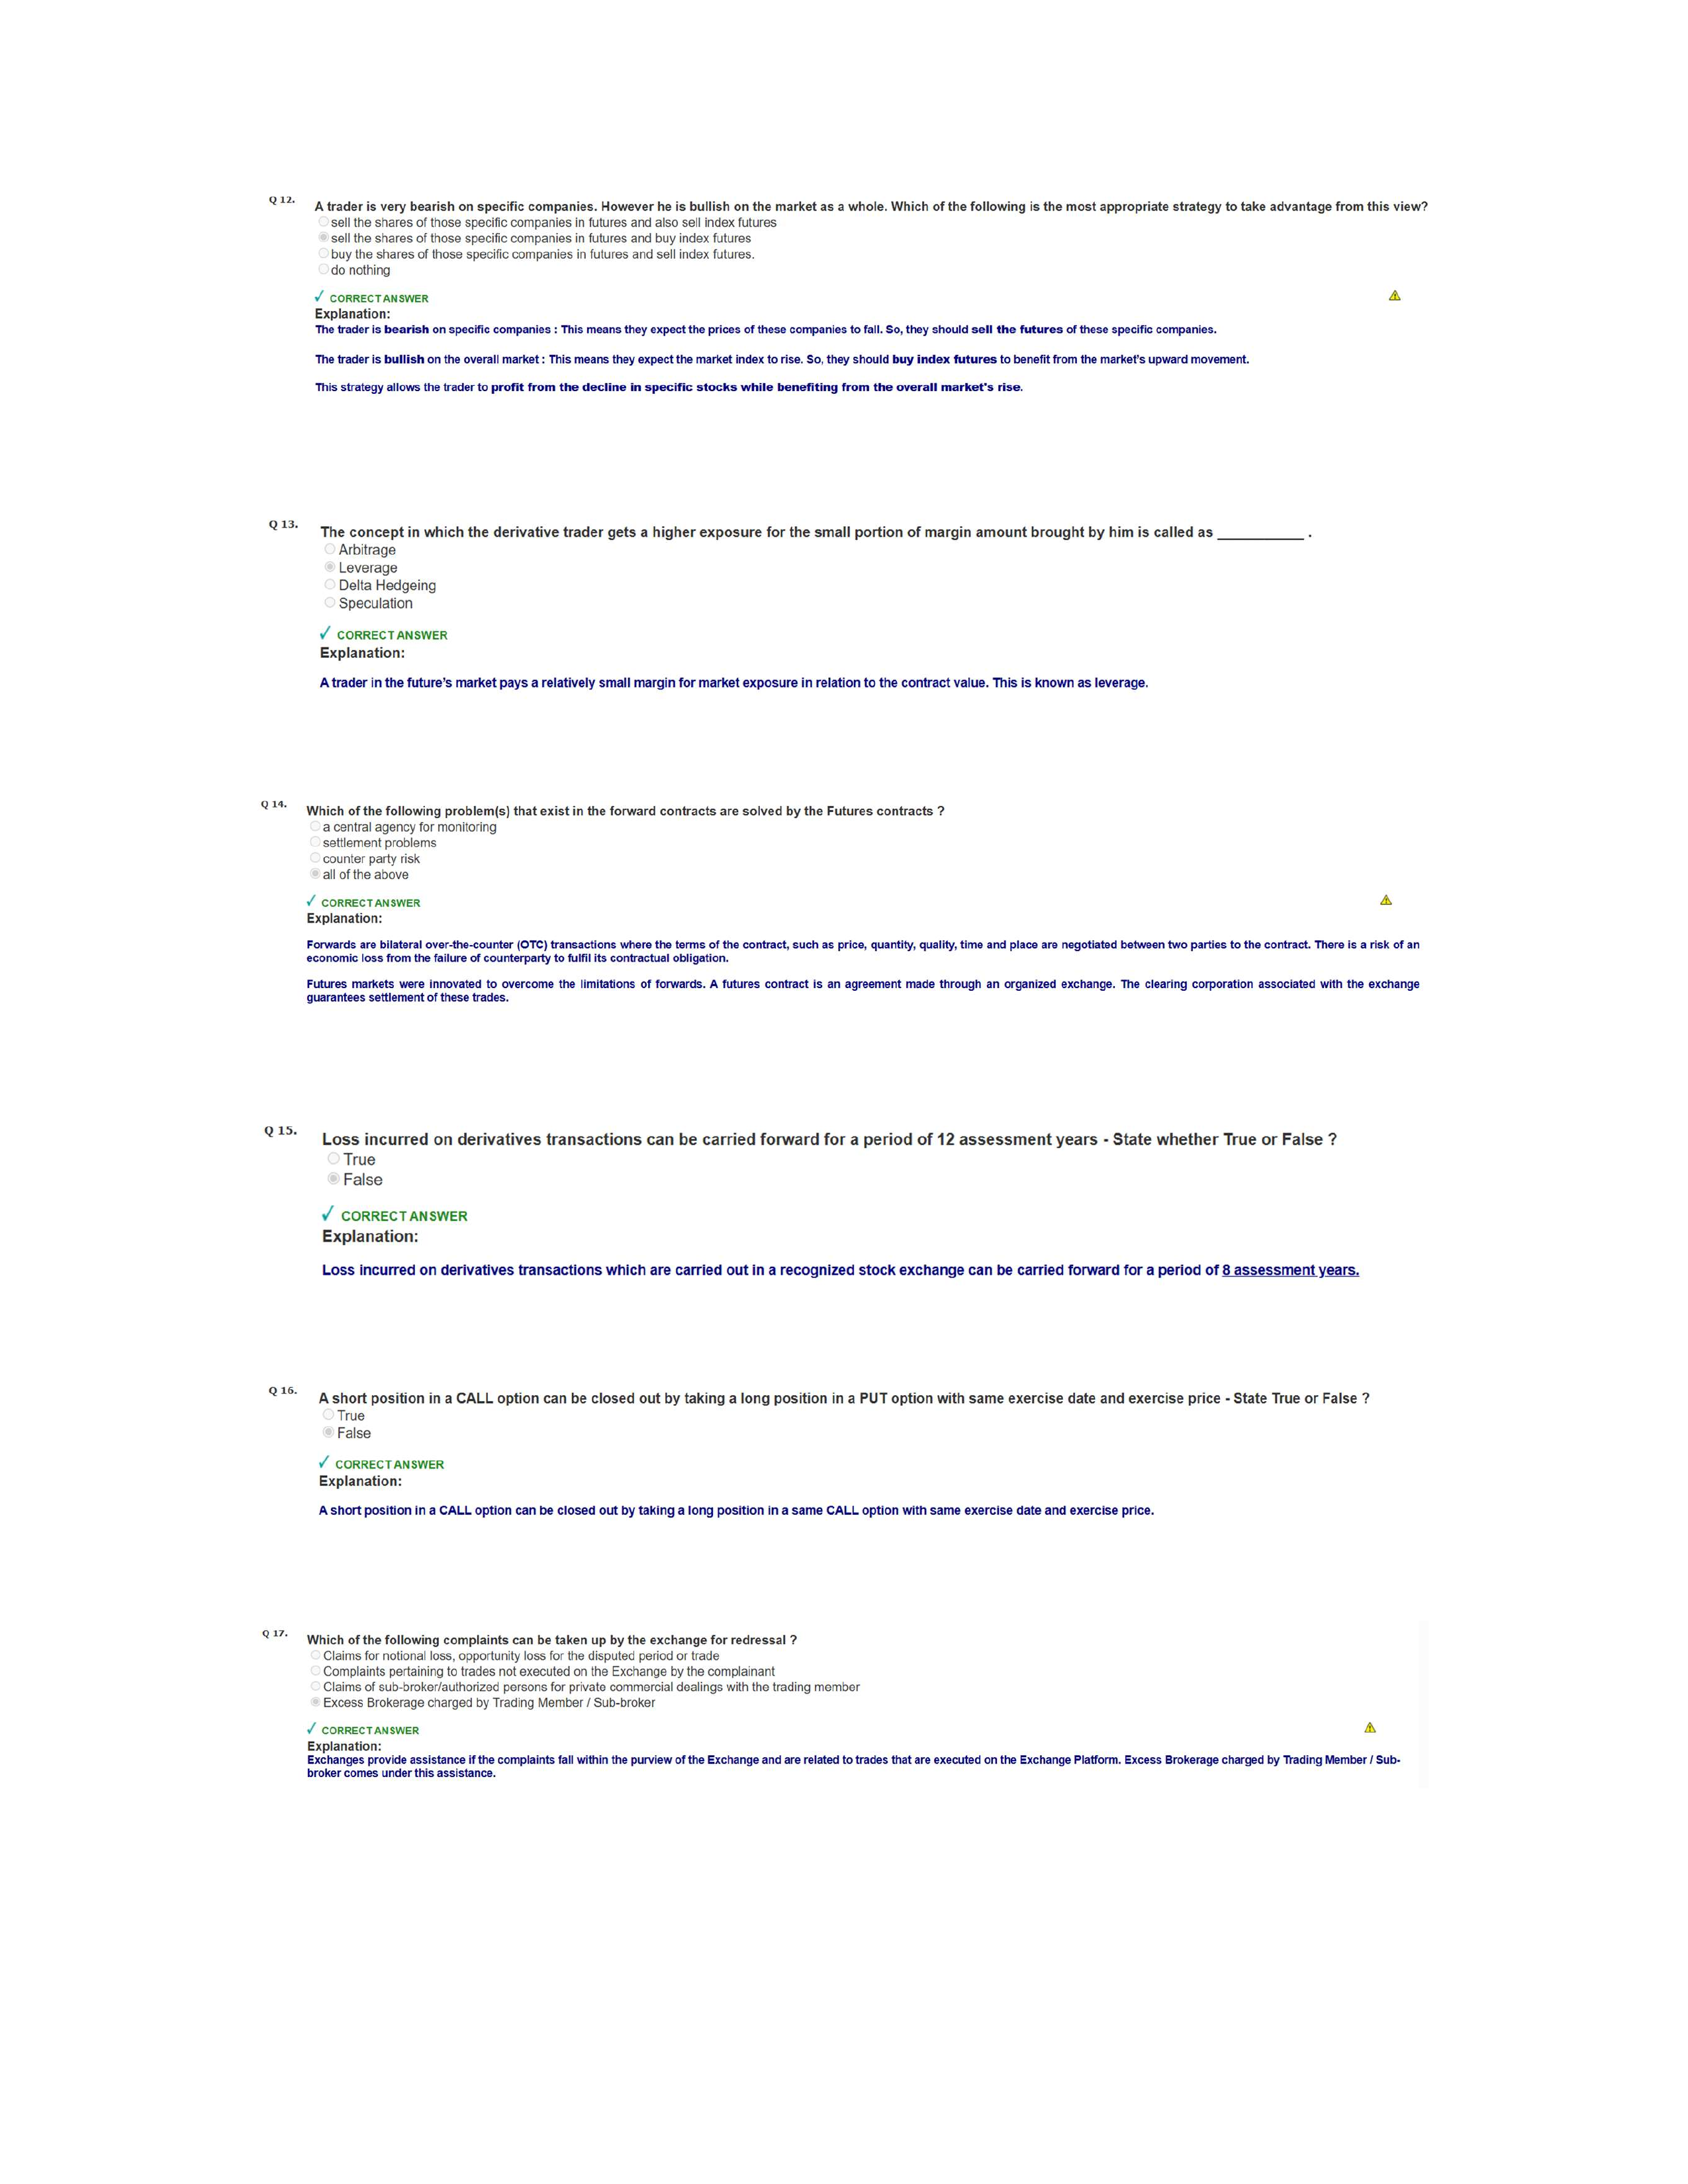 Q 12.
A trader is very bearish on specific companies. However he is bullish on the market as a whole. Which of the following is the most appropriate strategy to take advantage from this view?
sell the shares of those specific companies in futures and also sell index futures
sell the shares of those specific companies in futures and buy index futures
buy the shares of those specific companies in futures and sell index futures.
do nothing
✓ CORRECT ANSWER
Explanation:
The trader is bearish on specific companies : This means they expect the prices of these companies to fall. So, they should sell the futures of these specific companies.
The trader is bullish on the overall market : This means they expect the market index to rise. So, they should buy index futures to benefit from the market's upward movement.
This strategy allows the trader to profit from the decline in specific stocks while benefiting from the overall market's rise.
Q 13.
The concept in which the derivative trader gets a higher exposure for the small portion of margin amount brought by him is called as ___________ .
Arbitrage
Leverage
Delta Hedgeing
Speculation
✓ CORRECT ANSWER
Explanation:
A trader in the future's market pays a relatively small margin for market exposure in relation to the contract value. This is known as leverage.
Q 14.
Which of the following problem(s) that exist in the forward contracts are solved by the Futures contracts ?
a central agency for monitoring
settlement problems
counter party risk
all of the above
✓ CORRECT ANSWER
Explanation:
Forwards are bilateral over-the-counter (OTC) transactions where the terms of the contract, such as price, quantity, quality, time and place are negotiated between two parties to the contract. There is a risk of an
economic loss from the failure of counterparty to fulfil its contractual obligation.
Futures markets were innovated to overcome the limitations of forwards. A futures contract is an agreement made through an organized exchange. The clearing corporation associated with the exchange
guarantees settlement of these trades.
Q 15.
Loss incurred on derivatives transactions can be carried forward for a period of 12 assessment years - State whether True or False ?
True
False
✓ CORRECT ANSWER
Explanation:
Loss incurred on derivatives transactions which are carried out in a recognized stock exchange can be carried forward for a period of 8 assessment years.
Q 16.
A short position in a CALL option can be closed out by taking a long position in a PUT option with same exercise date and exercise price - State True or False ?
True
False
✓ CORRECT ANSWER
Explanation:
A short position in a CALL option can be closed out by taking a long position in a same CALL option with same exercise date and exercise price.
Q 17.
Which of the following complaints can be taken up by the exchange for redressal ?
Claims for notional loss, opportunity loss for the disputed period or trade
Complaints pertaining to trades not executed on the Exchange by the complainant
Claims of sub-broker/authorized persons for private commercial dealings with the trading member
Excess Brokerage charged by Trading Member / Sub-broker
✓ CORRECT ANSWER
Explanation:
Exchanges provide assistance if the complaints fall within the purview of the Exchange and are related to trades that are executed on the Exchange Platform. Excess Brokerage charged by Trading Member / Sub-
broker comes under this assistance.